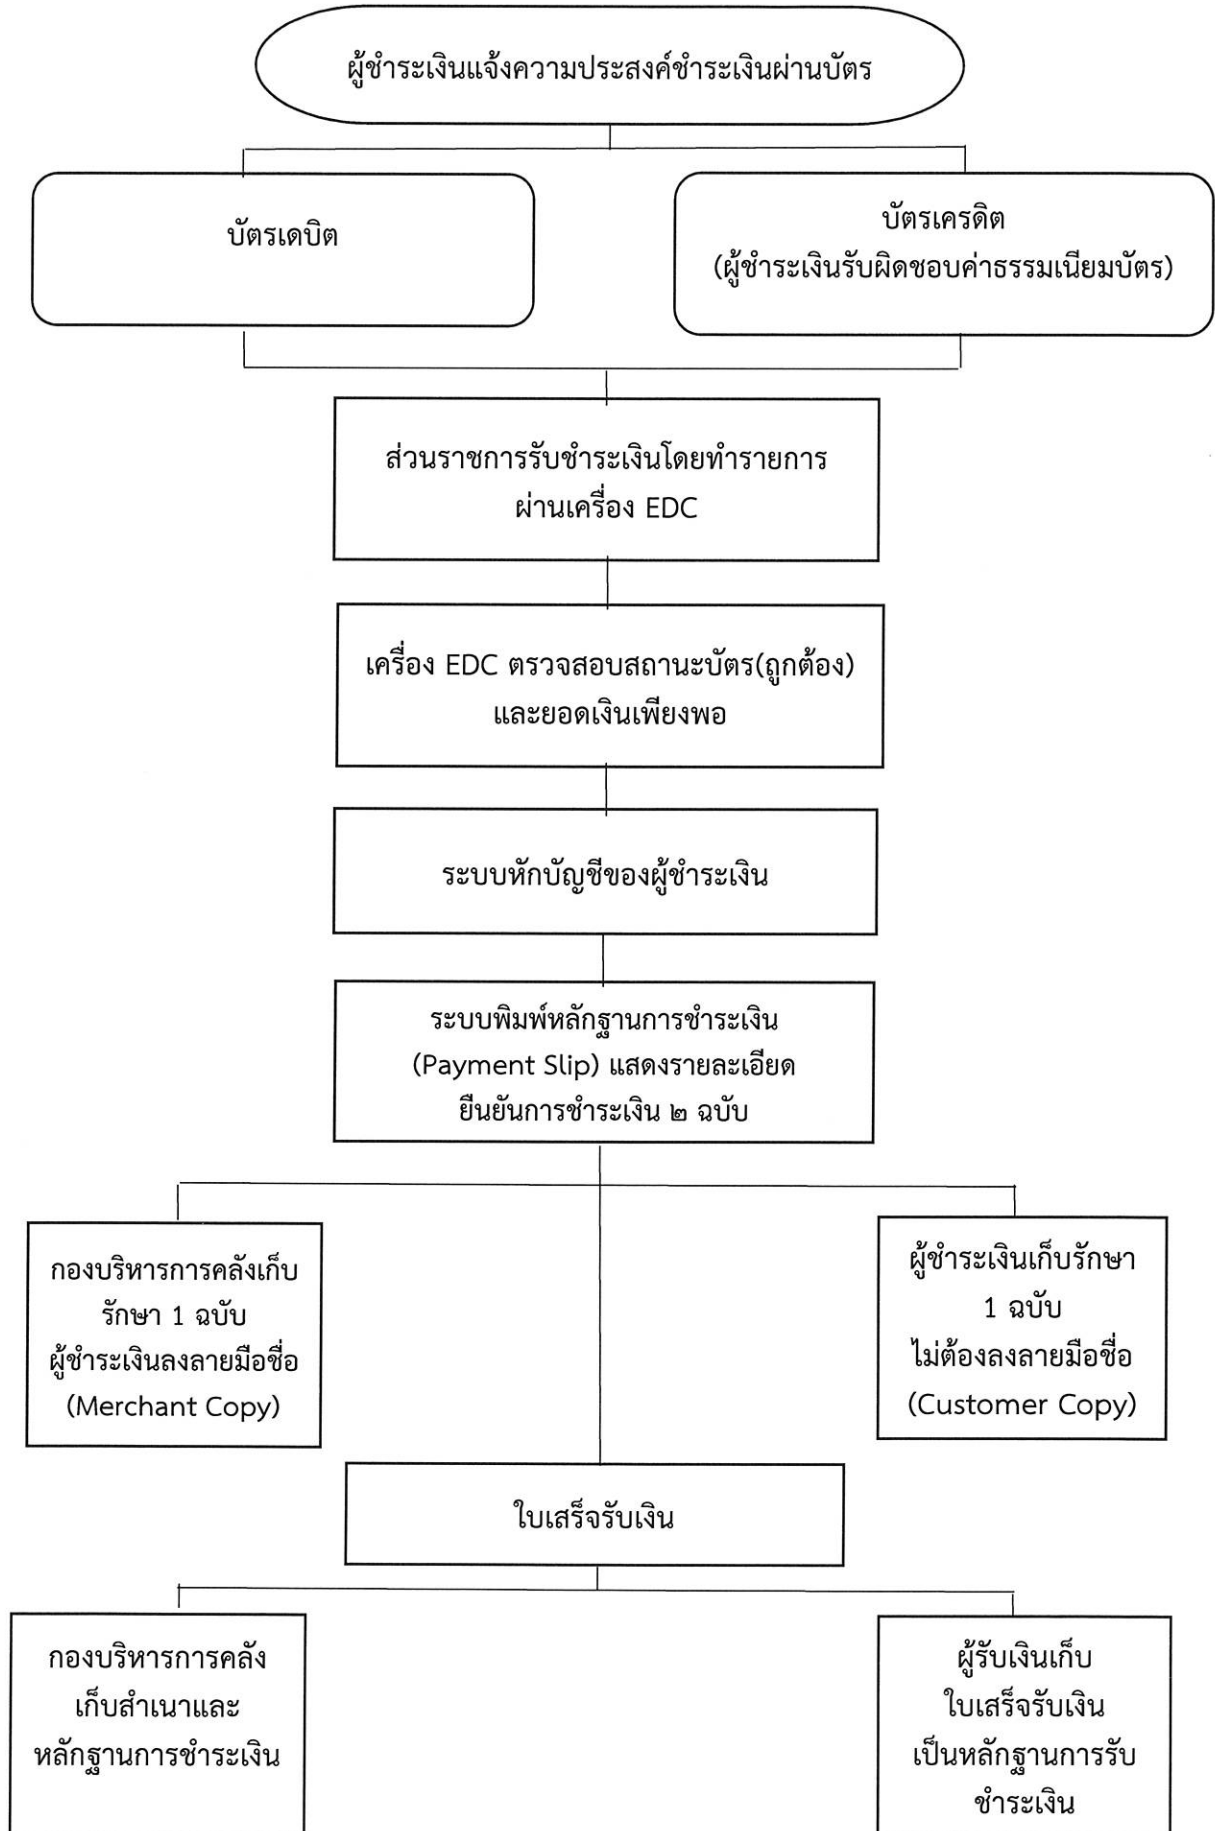 ผู้ชำระเงินแจ้งความประสงค์ชำระเงินผ่านบัตร
บัตรเดบิต
บัตรเครดิต
(ผู้ชำระเงินรับผิดชอบค่าธรรมเนียมบัตร)
ส่วนราชการรับชำระเงินโดยทำรายการ
ผ่านเครื่อง EDC
เครื่อง EDC ตรวจสอบสถานะบัตร(ถูกต้อง)
และยอดเงินเพียงพอ
ระบบหักบัญชีของผู้ชำระเงิน
ระบบพิมพ์หลักฐานการชำระเงิน
(Payment Slip) แสดงรายละเอียด
ยืนยันการชำระเงิน ๒ ฉบับ
กองบริหารการคลังเก็บ
รักษา 1 ฉบับ
ผู้ชำระเงินลงลายมือชื่อ
(Merchant Copy)
ผู้ชำระเงินเก็บรักษา
1 ฉบับ
ไม่ต้องลงลายมือชื่อ
(Customer Copy)
ใบเสร็จรับเงิน
กองบริหารการคลัง
เก็บสำเนาและ
หลักฐานการชำระเงิน
ผู้รับเงินเก็บ
ใบเสร็จรับเงิน
เป็นหลักฐานการรับ
ชำระเงิน